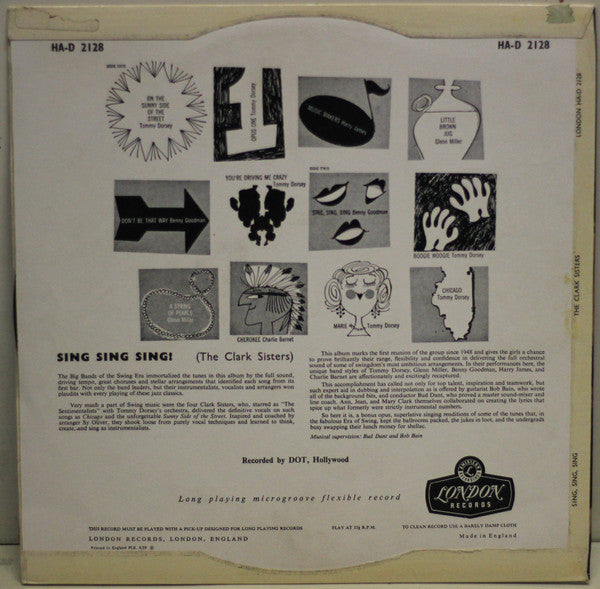 HA-D 2128
HA-D 2128
SIDE ONE
ON THE
SUNNY SIDE
OF THE
STREET
Tommy Dorsey
OPUS ONE Tommy Dorsey
MUSIC MAKERS Harry James
LITTLE
BROWN
JUG
Glenn Miller
DON'T BE THAT WAY Benny Goodman
YOU'RE DRIVING ME CRAZY
Tommy Dorsey
SIDE TWO
SING, SING, SING Benny Goodman
BOOGIE WOOGIE Tommy Dorsey
A STRING
OF PEARLS
Glenn Miller
CHEROKEE Charlie Barnet
MARIE Tommy Dorsey
CHICAGO
Tommy Dorsey
SING SING SING! (The Clark Sisters)
The Big Bands of the Swing Era immortalized the tunes in this album by the full sound,
driving tempo, great choruses and stellar arrangements that identified each song from its
first bar. Not only the band leaders, but their instrumentalists, vocalists and arrangers won
plaudits with every playing of these jazz classics.
Very much a part of Swing music were the four Clark Sisters, who, starred as "The
Sentimentalists" with Tommy Dorsey's orchestra, delivered the definitive vocals on such
songs as Chicago and the unforgettable Sunny Side of the Street. Inspired and coached by
arranger Sy Oliver, they shook loose from purely vocal techniques and learned to think,
create, and sing as instrumentalists.
This album marks the first reunion of the group since 1948 and gives the girls a chance
to prove brilliantly their range, flexibility and confidence in delivering the full orchestral
sound of some of swingdom's most ambitious arrangements. In their performances here, the
unique band styles of Tommy Dorsey, Glenn Miller, Benny Goodman, Harry James, and
Charlie Barnet are affectionately and excitingly recaptured.
This accomplishment has called not only for top talent, inspiration and teamwork, but
such expert aid in dubbing and interpretation as is offered by guitarist Bob Bain, who wrote
all of the background bits, and conductor Bud Dant, who proved a master sound-mixer and
line coach. Ann, Jean, and Mary Clark themselves collaborated on creating the lyrics that
spice up what formerly were strictly instrumental numbers.
So here it is, a bonus opus, superlative singing renditions of some of the tunes that, in
the fabulous Era of Swing, kept the ballrooms packed, the jukes in loot, and the undergrads
busy swapping their lunch money for shellac.
Musical supervision: Bud Dant and Bob Bain
Recorded by DOT, Hollywood
Long playing microgroove flexible record
LONDON
RECORDS
THIS RECORD MUST BE PLAYED WITH A PICK-UP DESIGNED FOR LONG PLAYING RECORDS
PLAY AT 33⅓ R.P.M.
TO CLEAN RECORD USE A BARELY DAMP CLOTH
LONDON RECORDS, LONDON, ENGLAND
Made in England
LONDON HA-D 2128
THE CLARK SISTERS
SING, SING, SING